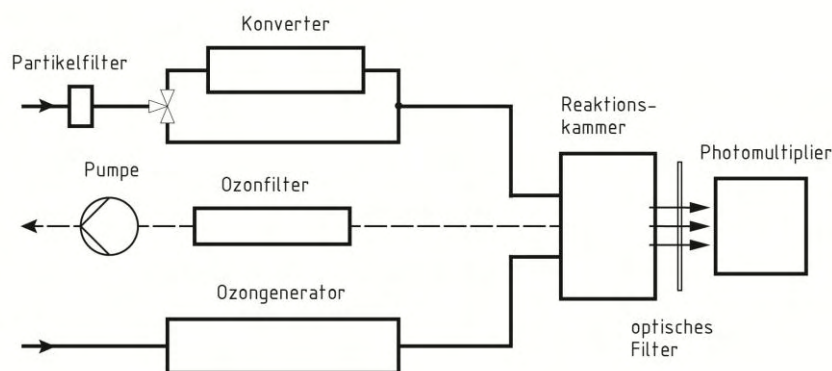 Konverter
Partikelfilter
Reaktions-
kammer
Photomultiplier
Pumpe
Ozonfilter
Ozongenerator
optisches
Filter